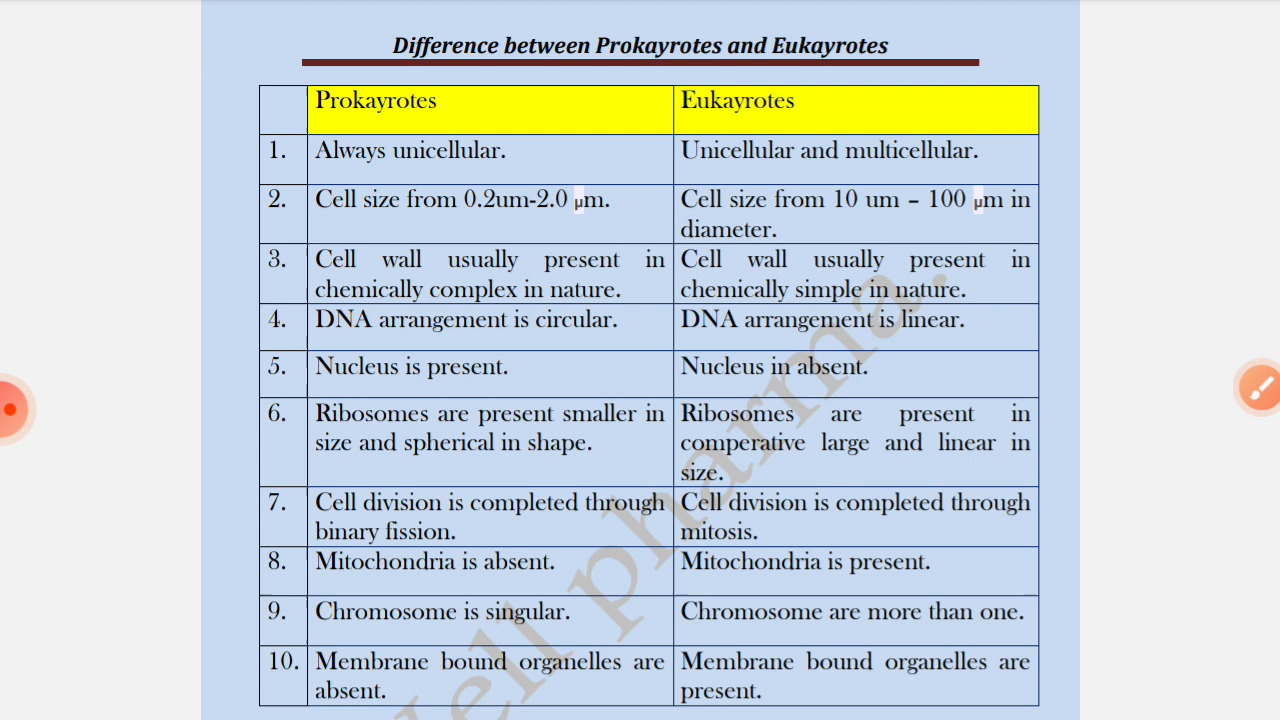 Difference between Prokayrotes and Eukayrotes
Prokayrotes Eukayrotes
1. Always unicellular. Unicellular and multicellular.
2. Cell size from 0.2um-2.0 µm. Cell size from 10 um – 100 µm in
diameter.
3. Cell wall usually present in Cell wall usually present in
chemically complex in nature. chemically simple in nature.
4. DNA arrangement is circular. DNA arrangement is linear.
5. Nucleus is present. Nucleus in absent.
6. Ribosomes are present smaller in Ribosomes are present in
size and spherical in shape. comperative large and linear in
size.
7. Cell division is completed through Cell division is completed through
binary fission. mitosis.
8. Mitochondria is absent. Mitochondria is present.
9. Chromosome is singular. Chromosome are more than one.
10. Membrane bound organelles are Membrane bound organelles are
absent. present.
ell pharma.